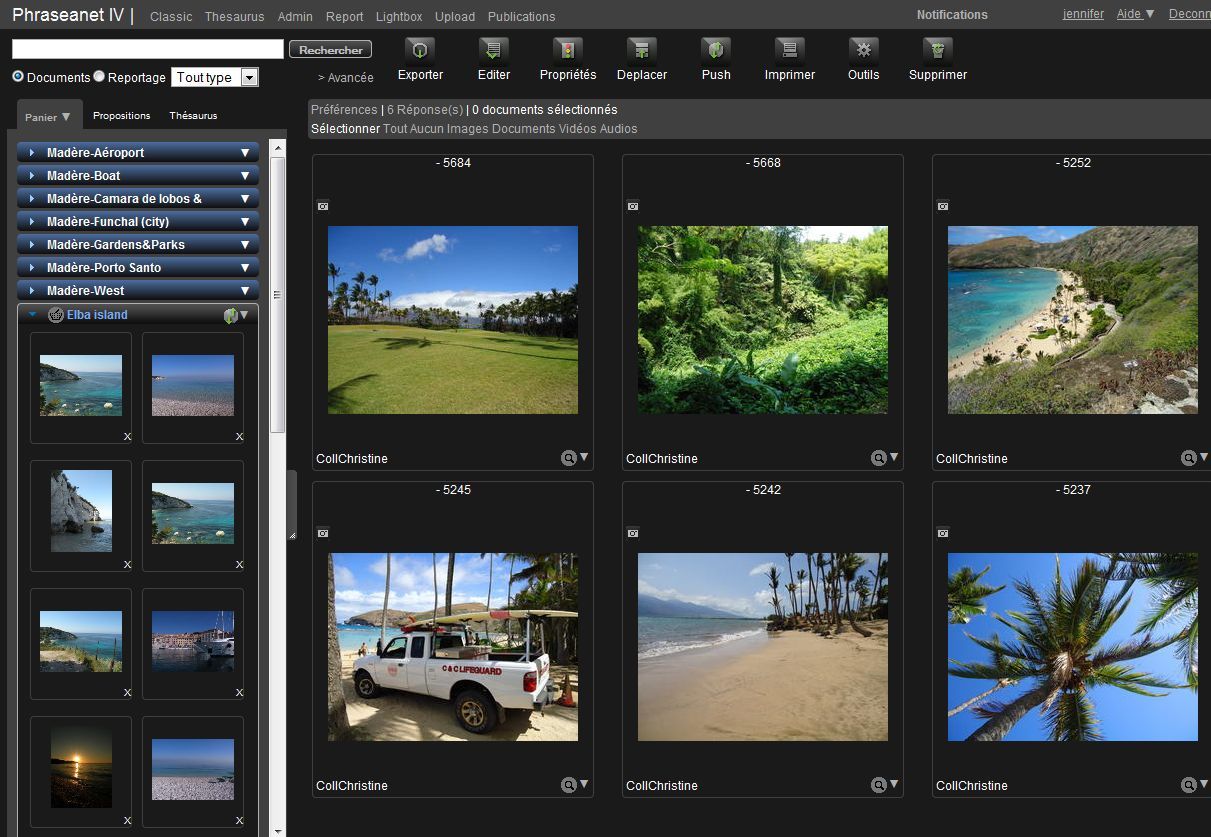 Phraseanet IV | Classic Thesaurus Admin Report Lightbox Upload Publications Notifications jennifer Aide ▼ Deconn
Rechercher
Documents Reportage Tout type
> Avancée
Exporter Editer Propriétés Deplacer Push Imprimer Outils Supprimer
Panier ▼ Propositions Thésaurus
Préférences | 6 Réponse(s) | 0 documents sélectionnés
Sélectionner Tout Aucun Images Documents Vidéos Audios
Madère-Aéroport
Madère-Boat
Madère-Camara de lobos &
Madère-Funchal (city)
Madère-Gardens&Parks
Madère-Porto Santo
Madère-West
Elba island
X X
X X
X X
X X
- 5684
CollChristine
- 5668
CollChristine
- 5252
CollChristine
- 5245
C & C LIFEGUARD
CollChristine
- 5242
CollChristine
- 5237
CollChristine